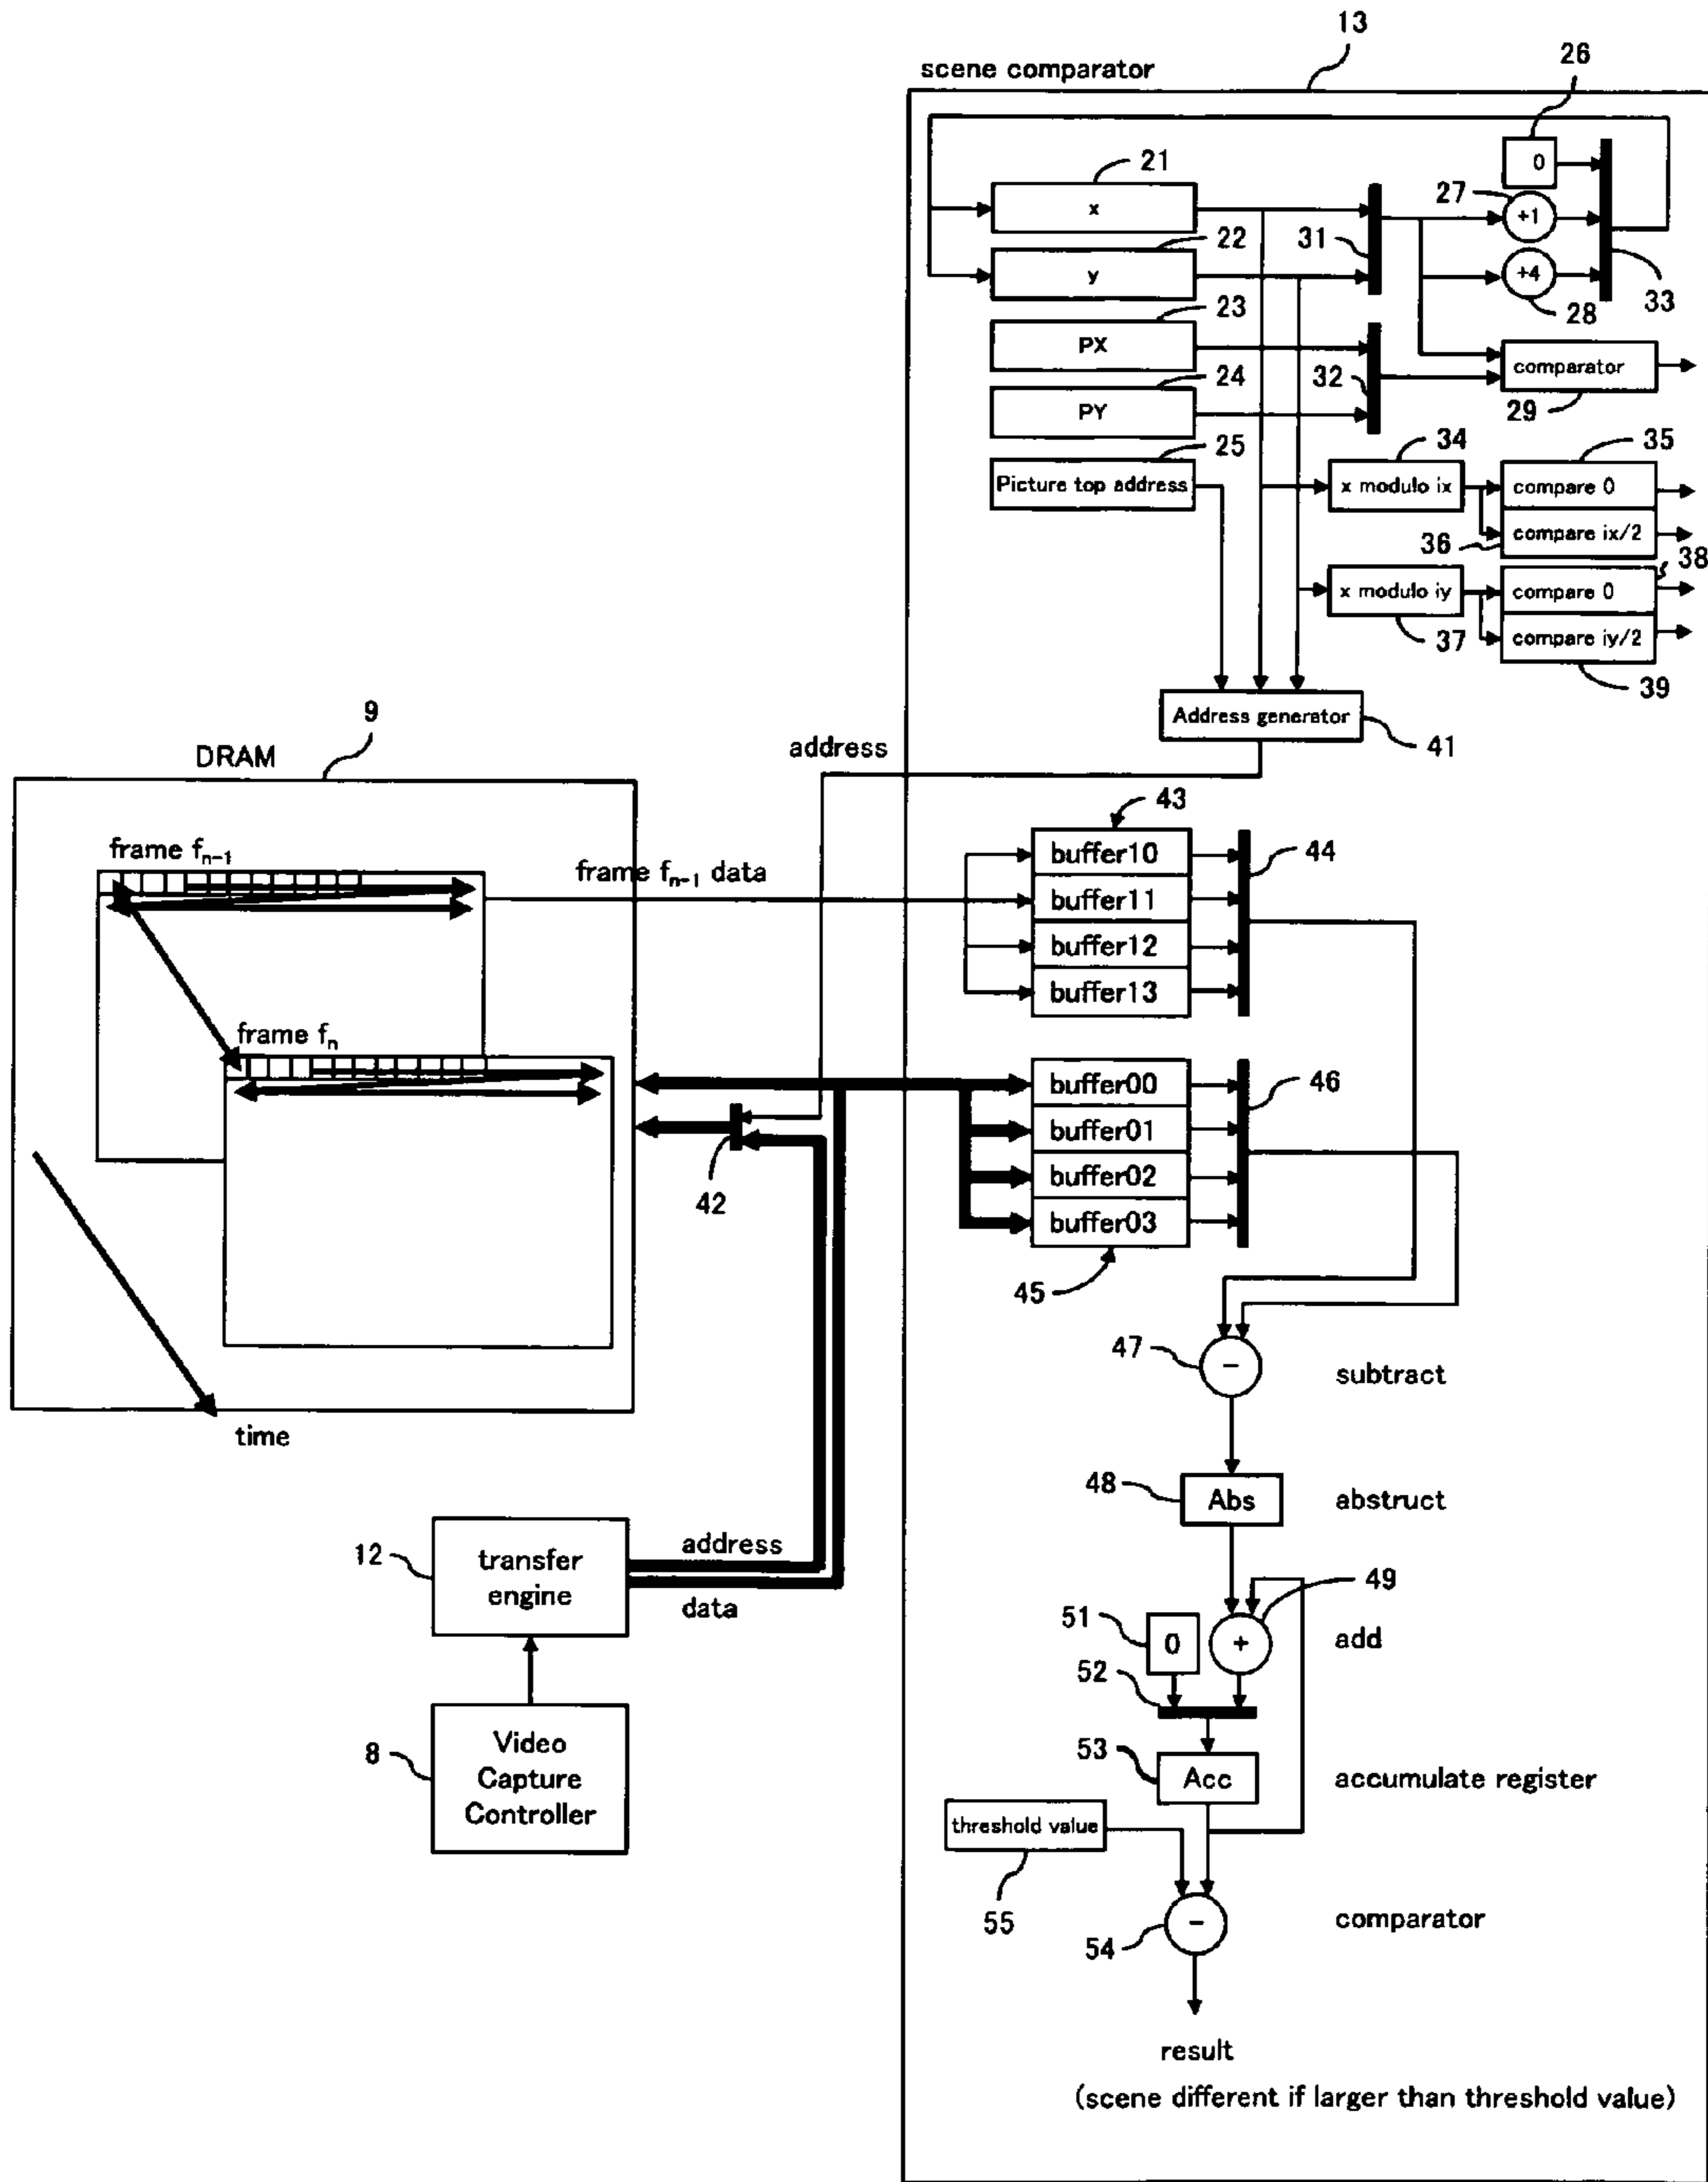 13
scene comparator
26
0
21
x
27
+1
22
31
y
+4
33
23
28
PX
24
32
comparator
PY
29
25
34
35
Picture top address
x modulo ix
compare 0
36
compare ix/2
38
x modulo iy
compare 0
37
compare iy/2
39
9
Address generator
41
DRAM
address
43
frame fn-1
buffer10
44
frame fn-1 data
buffer11
buffer12
buffer13
frame fn
buffer00
46
buffer01
42
buffer02
buffer03
45
47
-
subtract
time
48
Abs
abstruct
12
transfer
engine
address
data
49
51
0
+
add
52
8
Video
Capture
Controller
53
Acc
accumulate register
threshold value
55
54
-
comparator
result
(scene different if larger than threshold value)